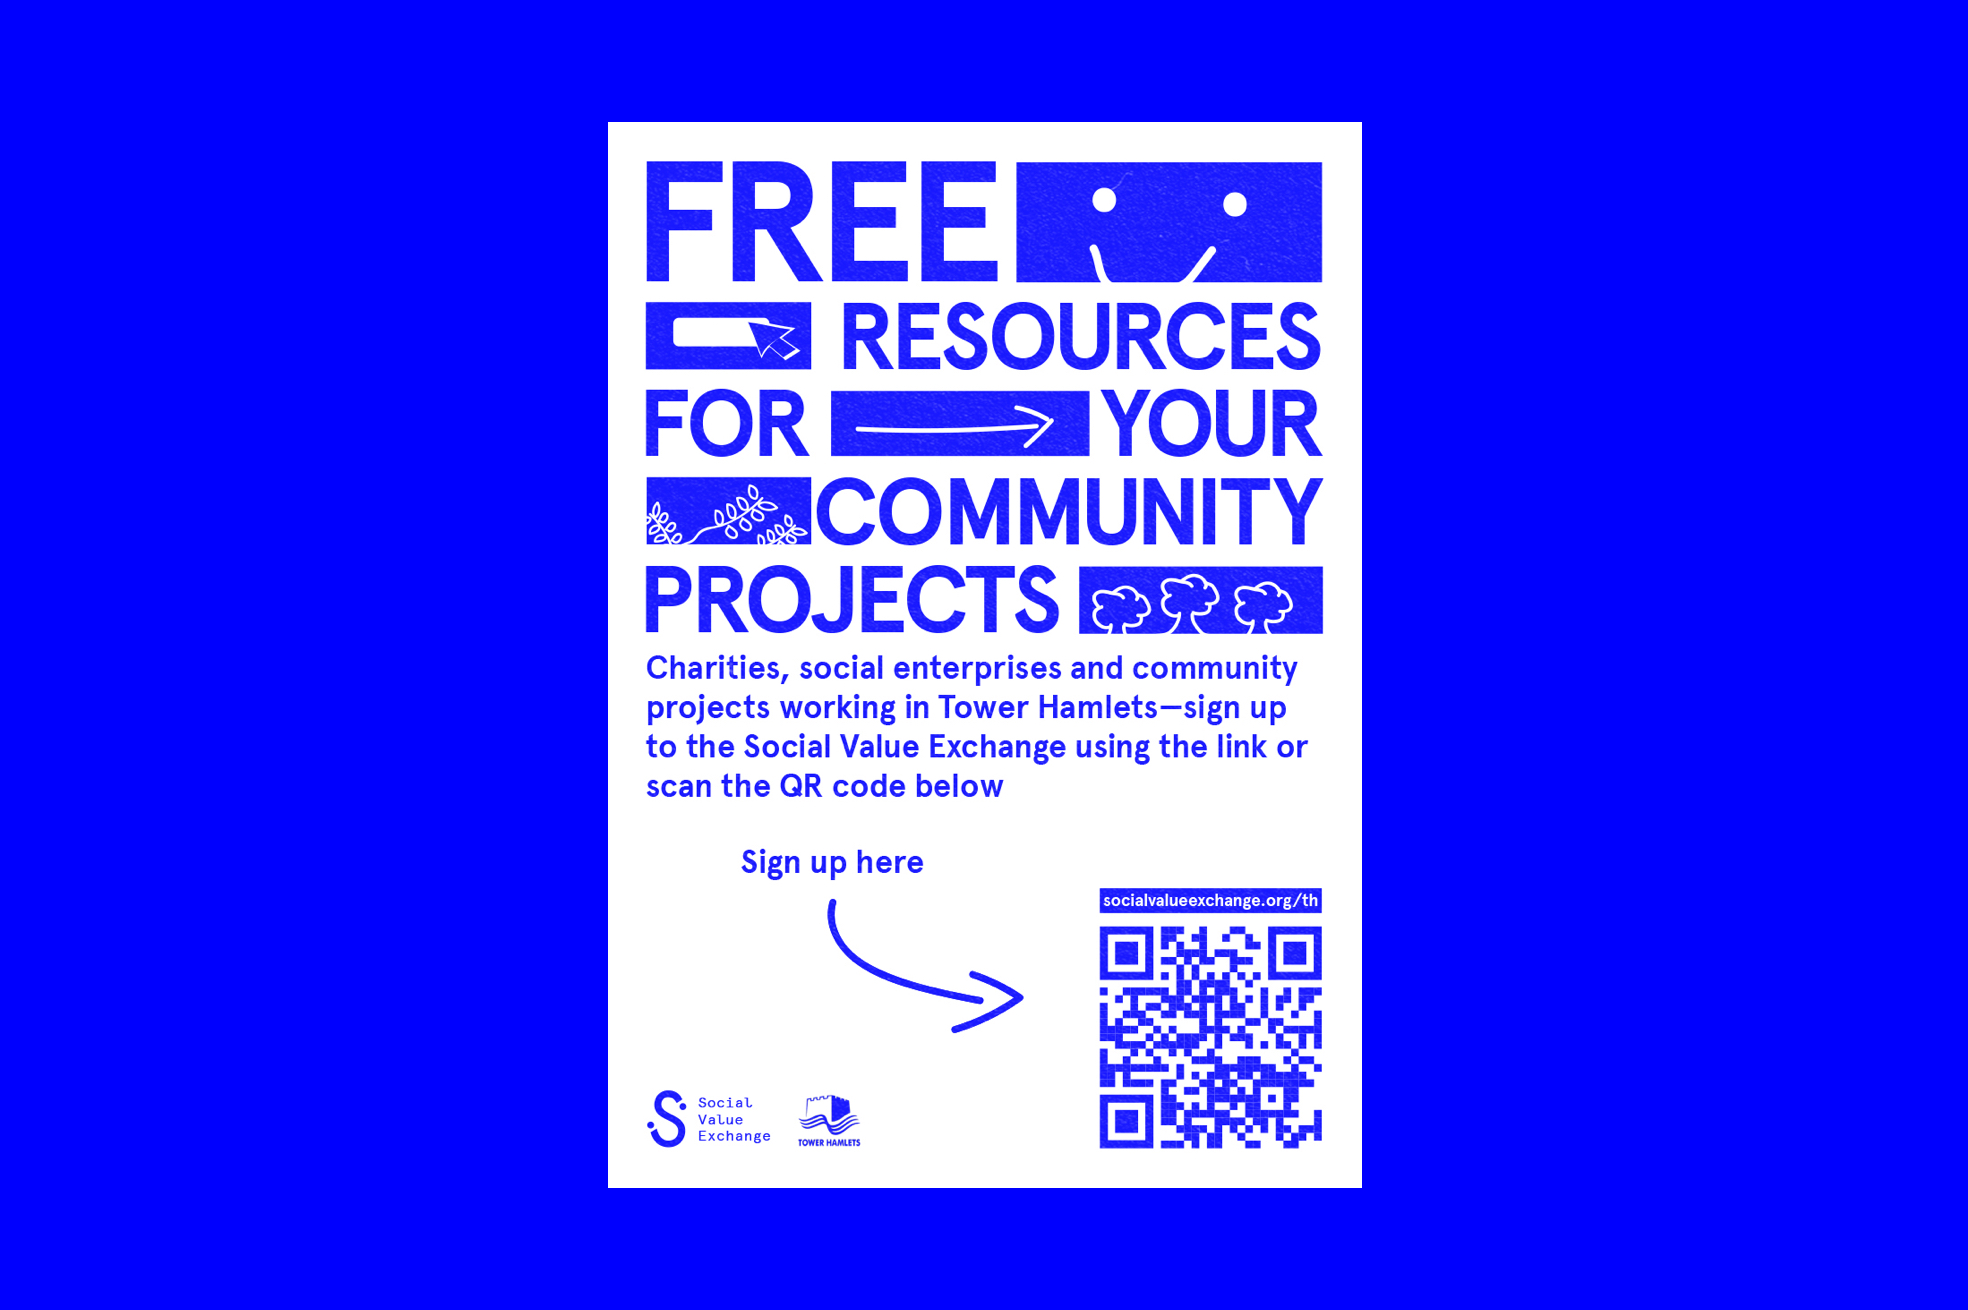 FREE
RESOURCES
FOR YOUR
COMMUNITY
PROJECTS
Charities, social enterprises and community
projects working in Tower Hamlets—sign up
to the Social Value Exchange using the link or
scan the QR code below
Sign up here
socialvalueexchange.org/th
Social
Value
Exchange
TOWER HAMLETS